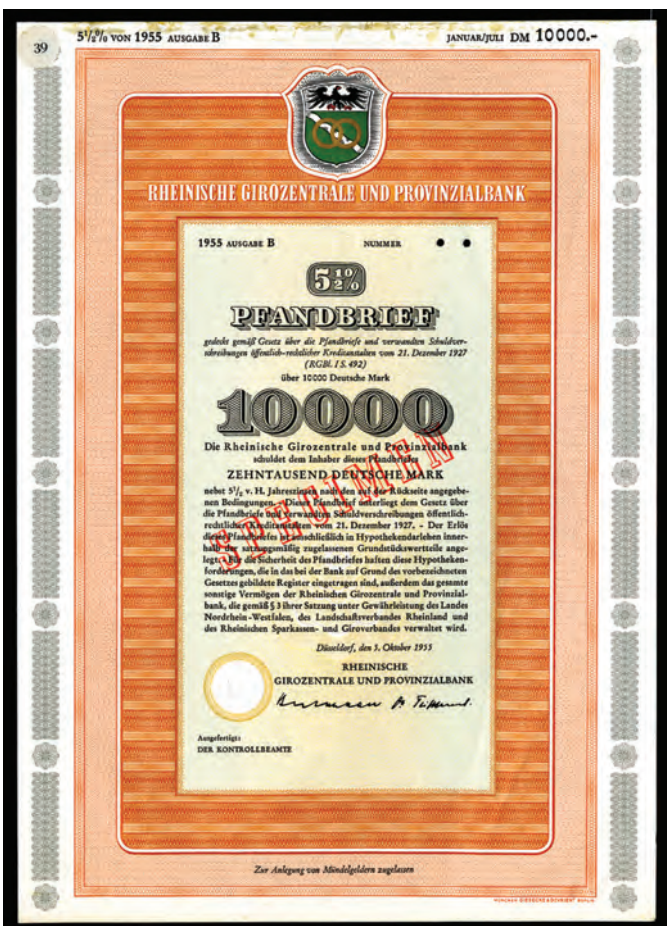 39
5½% VON 1955 AUSGABE B
JANUAR/JULI DM 10000.-
RHEINISCHE GIROZENTRALE UND PROVINZIALBANK
1955 AUSGABE B NUMMER
5½%
PFANDBRIEF
gedeckt gemäß Gesetz über die Pfandbriefe und verwandten Schuldver-
schreibungen öffentlich-rechtlicher Kreditanstalten vom 21. Dezember 1927
(RGBl. I S. 492)
über 10000 Deutsche Mark
10000
Die Rheinische Girozentrale und Provinzialbank
schuldet dem Inhaber dieses Pfandbriefes
ZEHNTAUSEND DEUTSCHE MARK
nebst 5½ v. H. Jahreszinsen nach den auf der Rückseite angegebe-
nen Bedingungen. - Dieser Pfandbrief unterliegt dem Gesetz über
die Pfandbriefe und verwandten Schuldverschreibungen öffentlich-
rechtlicher Kreditanstalten vom 21. Dezember 1927. - Der Erlös
dieses Pfandbriefes ist ausschließlich in Hypothekendarlehen inner-
halb der satzungsmäßig zugelassenen Grundstückswertteile ange-
legt. Für die Sicherheit des Pfandbriefes haften diese Hypotheken-
forderungen, die in das bei der Bank auf Grund des vorbezeichneten
Gesetzes gebildete Register eingetragen sind, außerdem das gesamte
sonstige Vermögen der Rheinischen Girozentrale und Provinzial-
bank, die gemäß § 3 ihrer Satzung unter Gewährleistung des Landes
Nordrhein-Westfalen, des Landschaftsverbandes Rheinland und
des Rheinischen Sparkassen- und Giroverbandes verwaltet wird.
SPECIMEN
Düsseldorf, den 3. Oktober 1955
RHEINISCHE
GIROZENTRALE UND PROVINZIALBANK
Ausgefertigt:
DER KONTROLLBEAMTE
Zur Anlegung von Mündelgeldern zugelassen
MÜNCHEN GIESECKE & DEVRIENT BERLIN